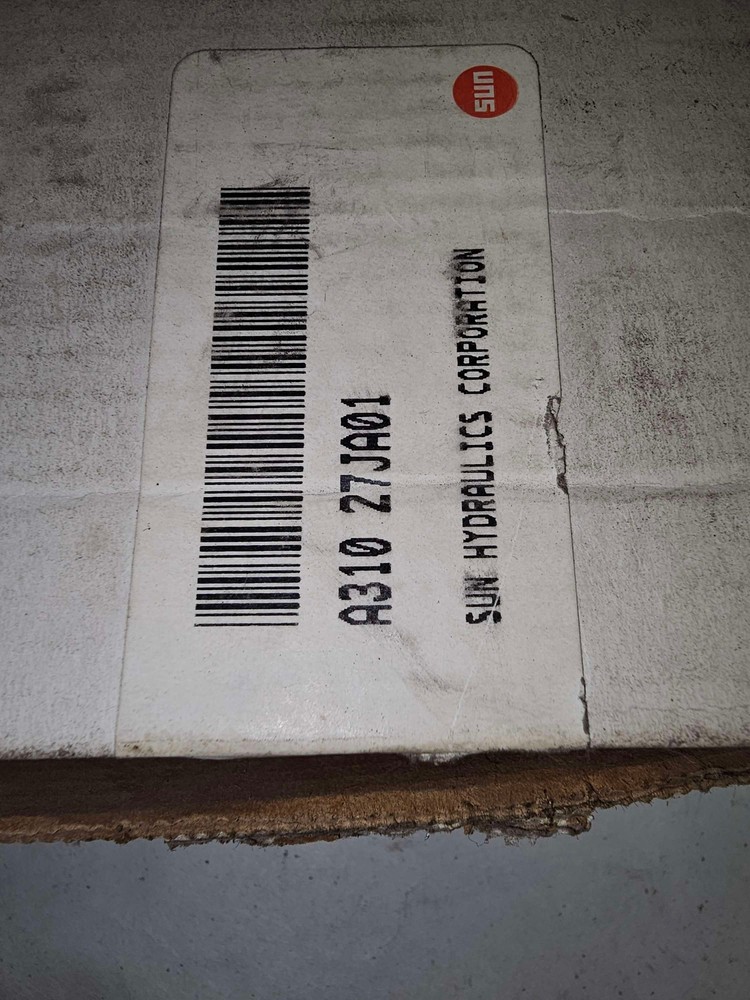 sun
SUN HYDRAULICS CORPORATION
A310 27JA01